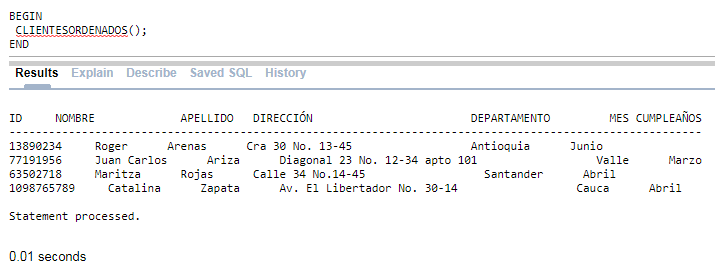 BEGIN
CLIENTESORDENADOS();
END
Results Explain Describe Saved SQL History
ID NOMBRE APELLIDO DIRECCIÓN DEPARTAMENTO MES CUMPLEAÑOS
--------------------------------------------------------------------------------------------------------
13890234 Roger Arenas Cra 30 No. 13-45 Antioquia Junio
77191956 Juan Carlos Ariza Diagonal 23 No. 12-34 apto 101 Valle Marzo
63502718 Maritza Rojas Calle 34 No.14-45 Santander Abril
1098765789 Catalina Zapata Av. El Libertador No. 30-14 Cauca Abril
Statement processed.
0.01 seconds